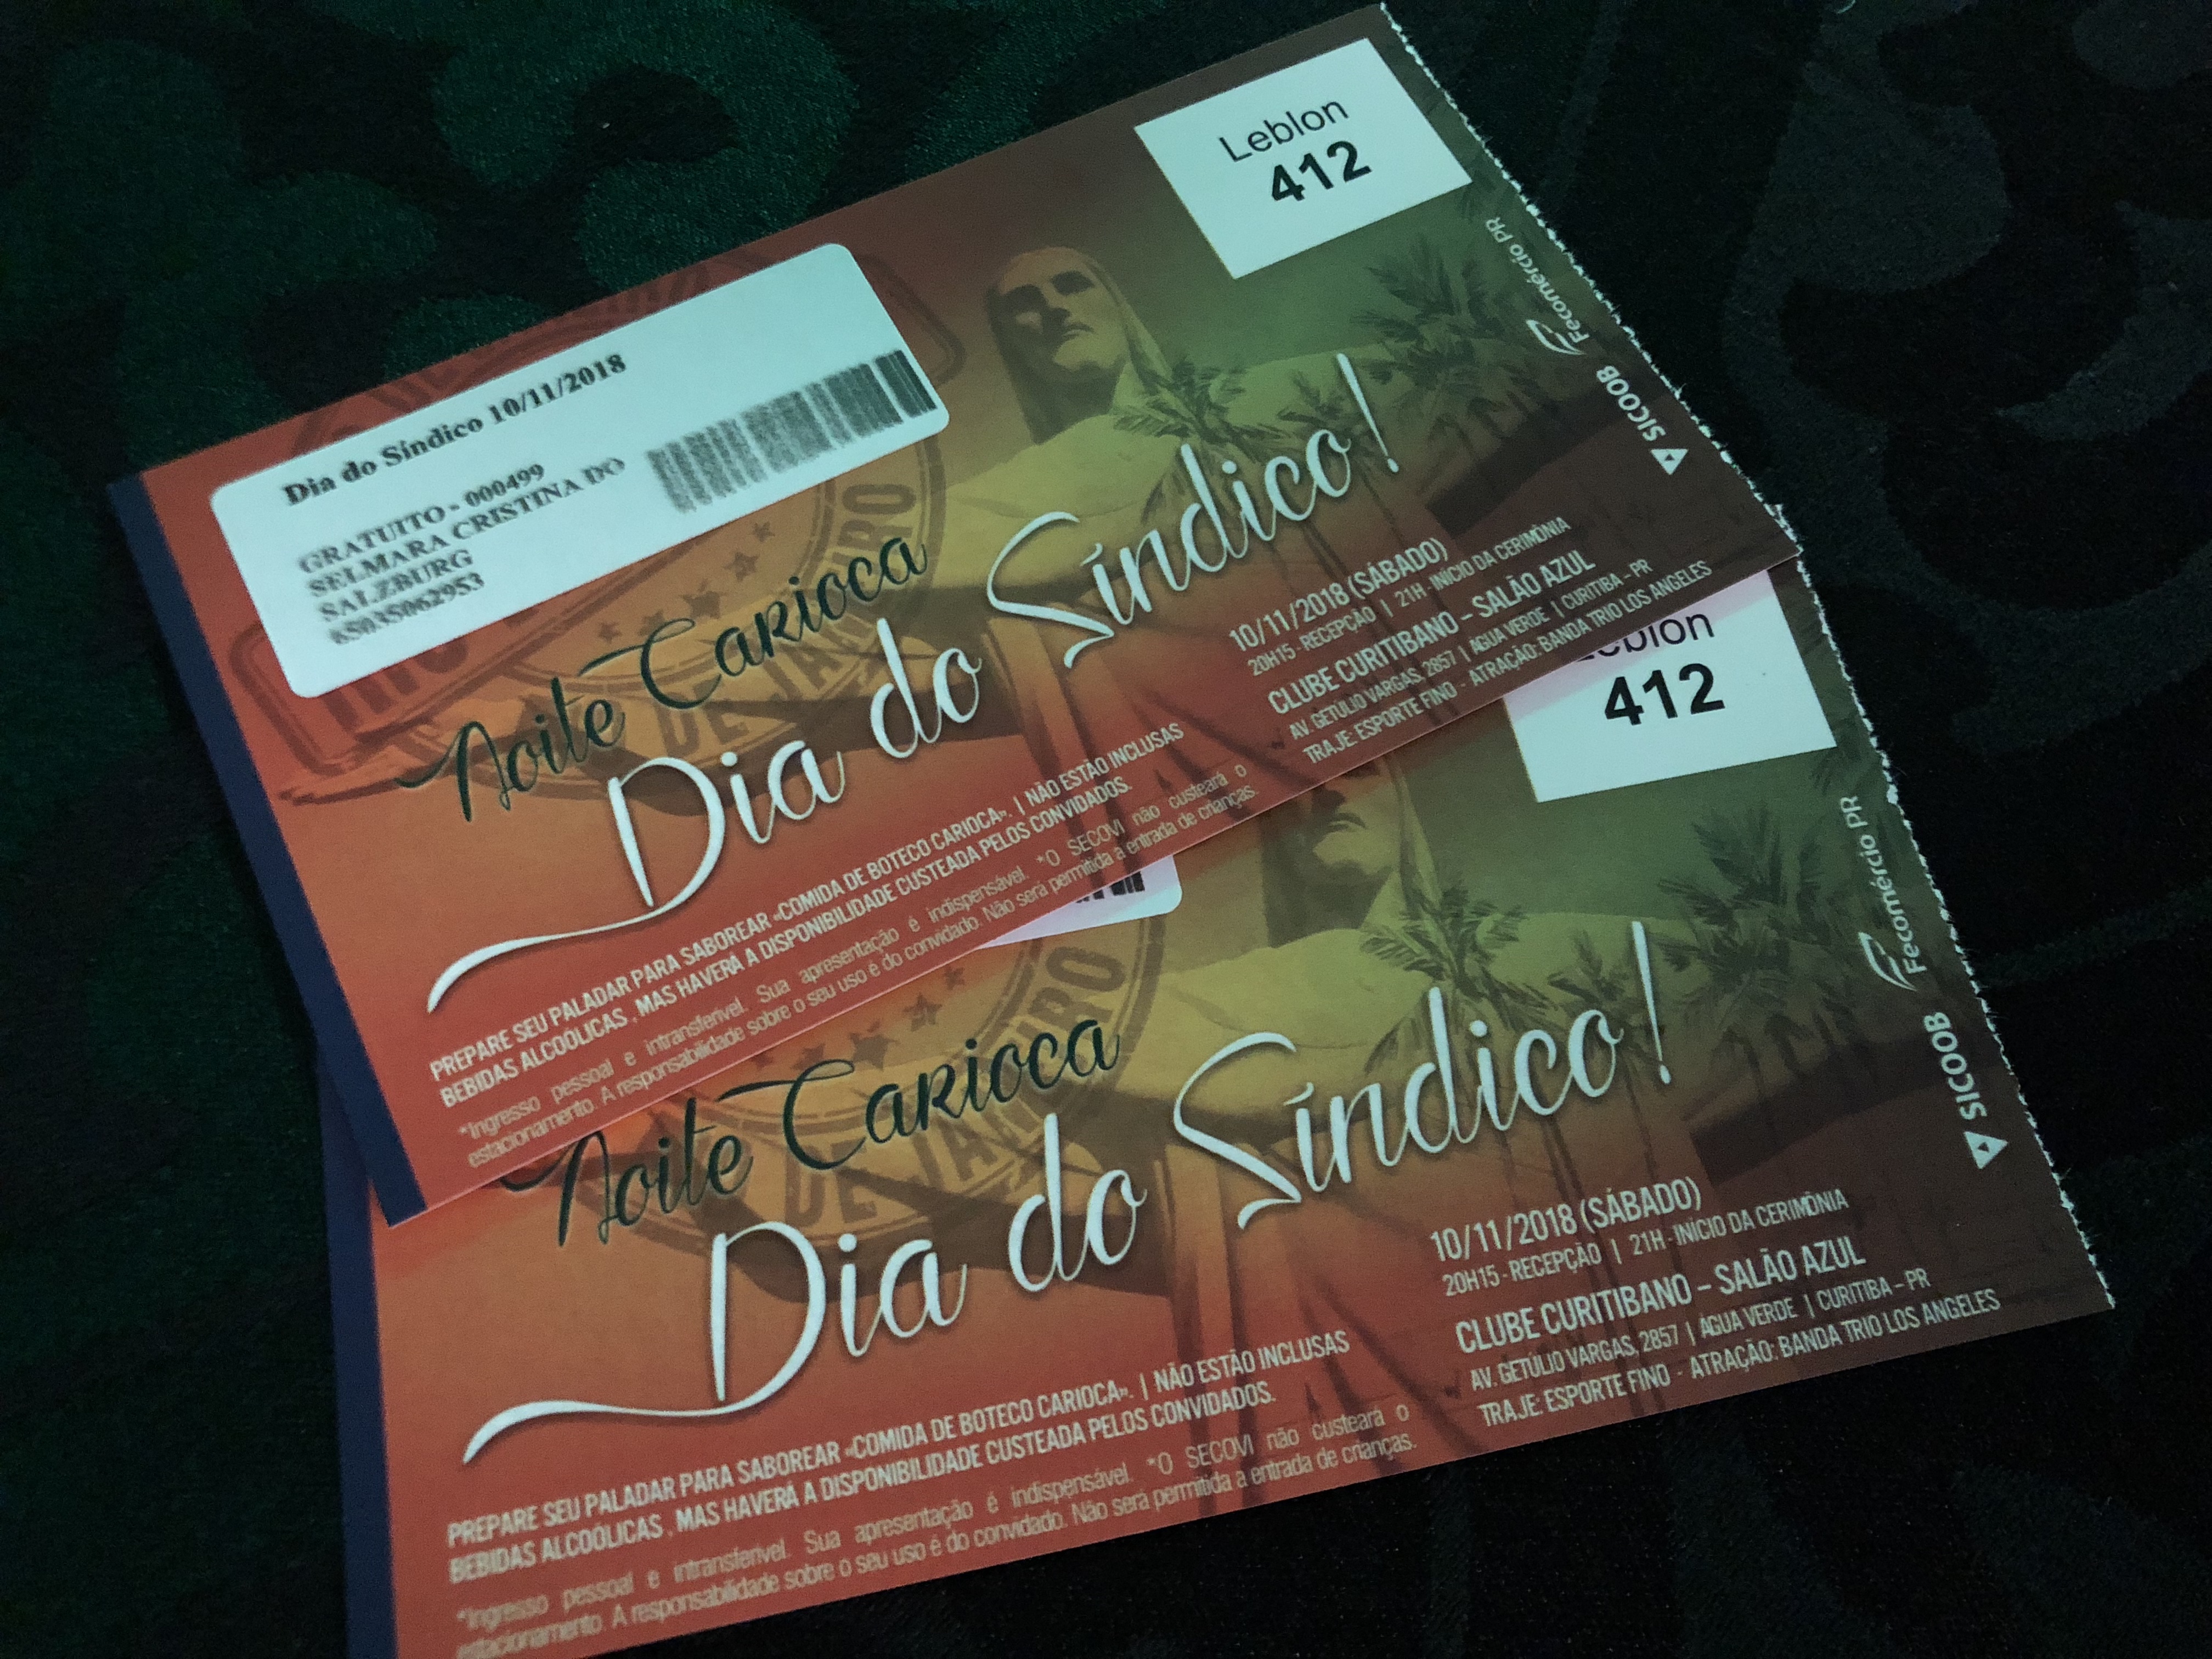 Leblon
412
Dia do Síndico 10/11/2018
GRATUITO - 000499
SELMARA CRISTINA DO
SALZBURG
6503506‎2953
DE JANEIRO
Noite Carioca
Dia do Síndico!
10/11/2018 (SÁBADO)
20H15 - RECEPÇÃO | 21H - INÍCIO DA CERIMÔNIA
CLUBE CURITIBANO – SALÃO AZUL
AV. GETÚLIO VARGAS, 2857 | ÁGUA VERDE | CURITIBA – PR
TRAJE: ESPORTE FINO - ATRAÇÃO: BANDA TRIO LOS ANGELES
PREPARE SEU PALADAR PARA SABOREAR «COMIDA DE BOTECO CARIOCA». | NÃO ESTÃO INCLUSAS
BEBIDAS ALCOÓLICAS , MAS HAVERÁ A DISPONIBILIDADE CUSTEADA PELOS CONVIDADOS.
*Ingresso pessoal e intransferível. Sua apresentação é indispensável. *O SECOVI não custeará o
estacionamento. A responsabilidade sobre o seu uso é do convidado. Não será permitida a entrada de crianças.
Fecomércio PR
SICOOB
Leblon
412
DE JANEIRO
Noite Carioca
Dia do Síndico!
10/11/2018 (SÁBADO)
20H15 - RECEPÇÃO | 21H - INÍCIO DA CERIMÔNIA
CLUBE CURITIBANO – SALÃO AZUL
AV. GETÚLIO VARGAS, 2857 | ÁGUA VERDE | CURITIBA – PR
TRAJE: ESPORTE FINO - ATRAÇÃO: BANDA TRIO LOS ANGELES
PREPARE SEU PALADAR PARA SABOREAR «COMIDA DE BOTECO CARIOCA». | NÃO ESTÃO INCLUSAS
BEBIDAS ALCOÓLICAS , MAS HAVERÁ A DISPONIBILIDADE CUSTEADA PELOS CONVIDADOS.
*Ingresso pessoal e intransferível. Sua apresentação é indispensável. *O SECOVI não custeará o
estacionamento. A responsabilidade sobre o seu uso é do convidado. Não será permitida a entrada de crianças.
Fecomércio PR
SICOOB